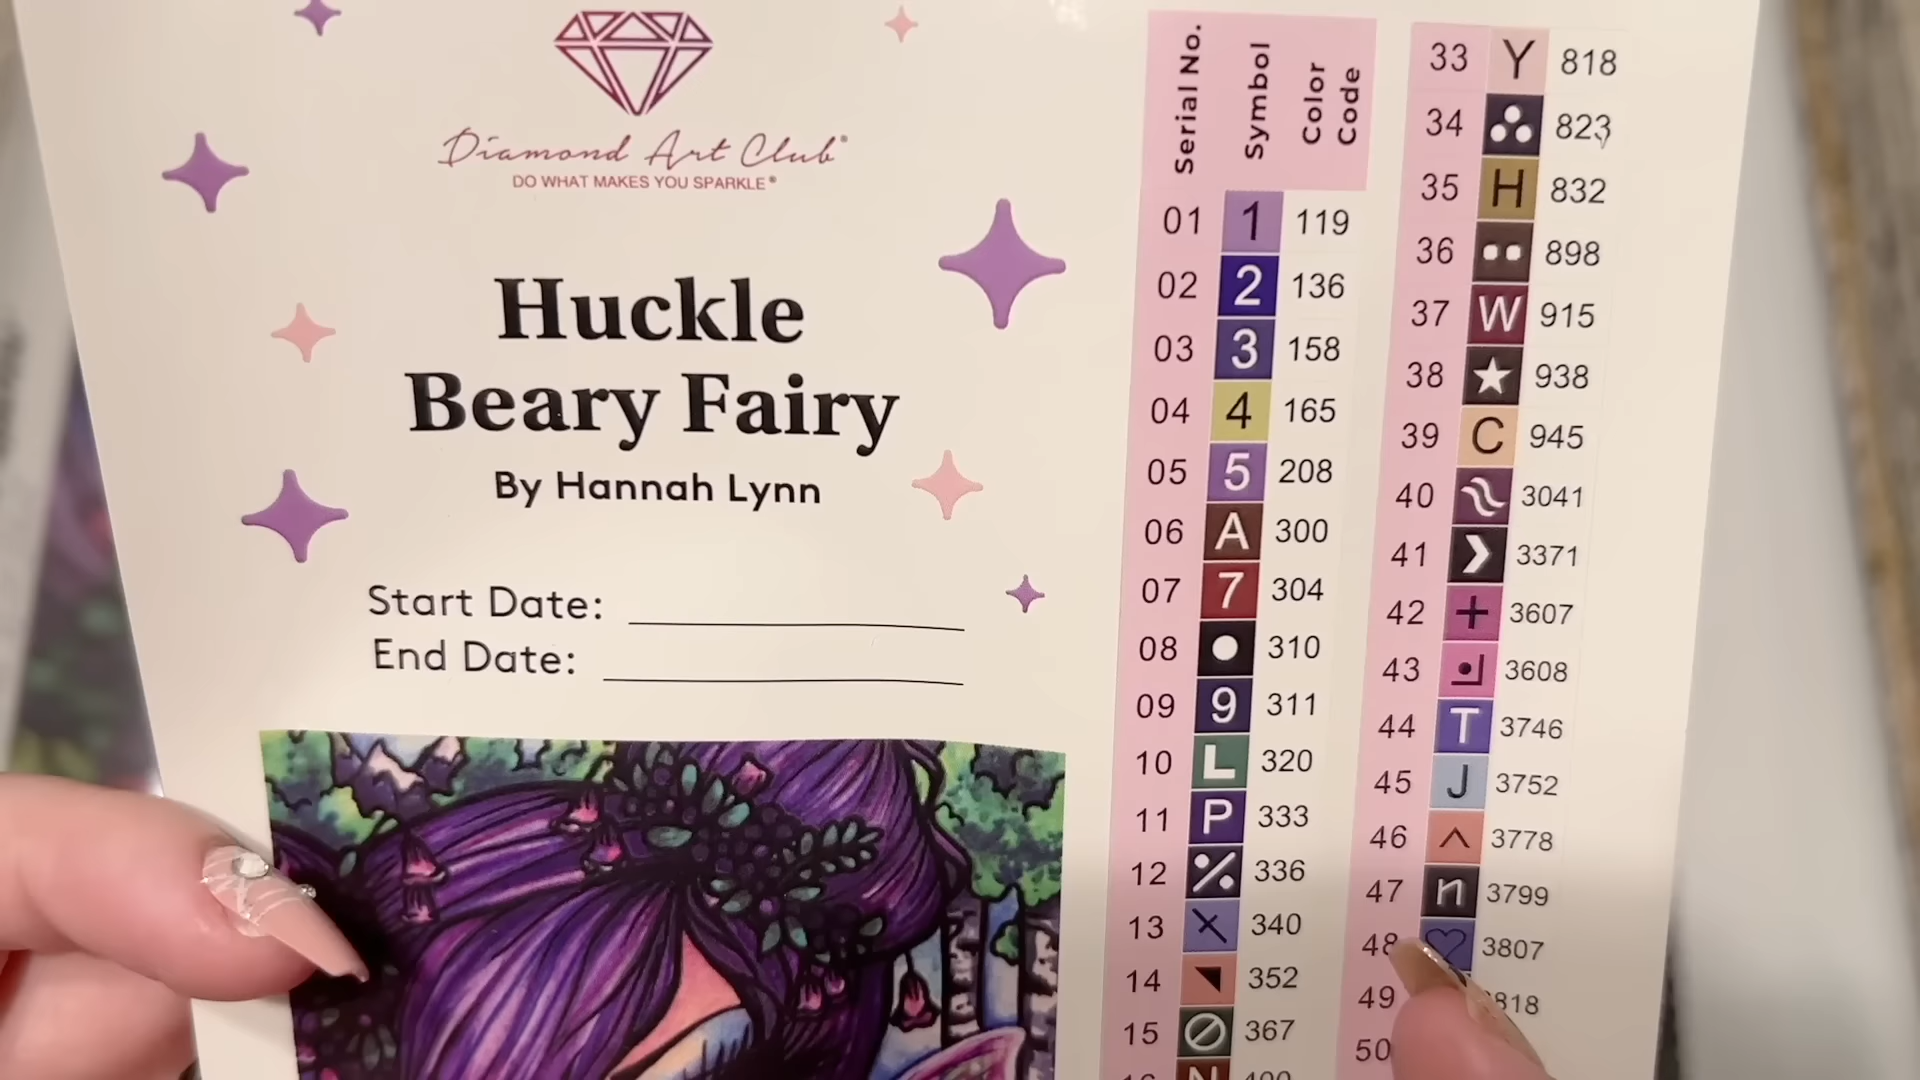 Diamond Art Club®
DO WHAT MAKES YOU SPARKLE®
Huckle
Beary Fairy
By Hannah Lynn
Start Date:
End Date:
Serial No. Symbol Color Code
01 1 119
02 2 136
03 3 158
04 4 165
05 5 208
06 A 300
07 7 304
08 310
09 9 311
10 L 320
11 P 333
12 336
13 340
14 352
15 367
N
33 Y 818
34 823
35 H 832
36 898
37 W 915
38 ★ 938
39 C 945
40 3041
41 3371
42 + 3607
43 3608
44 T 3746
45 J 3752
46 ^ 3778
47 n 3799
48 ♡ 3807
49 818
50